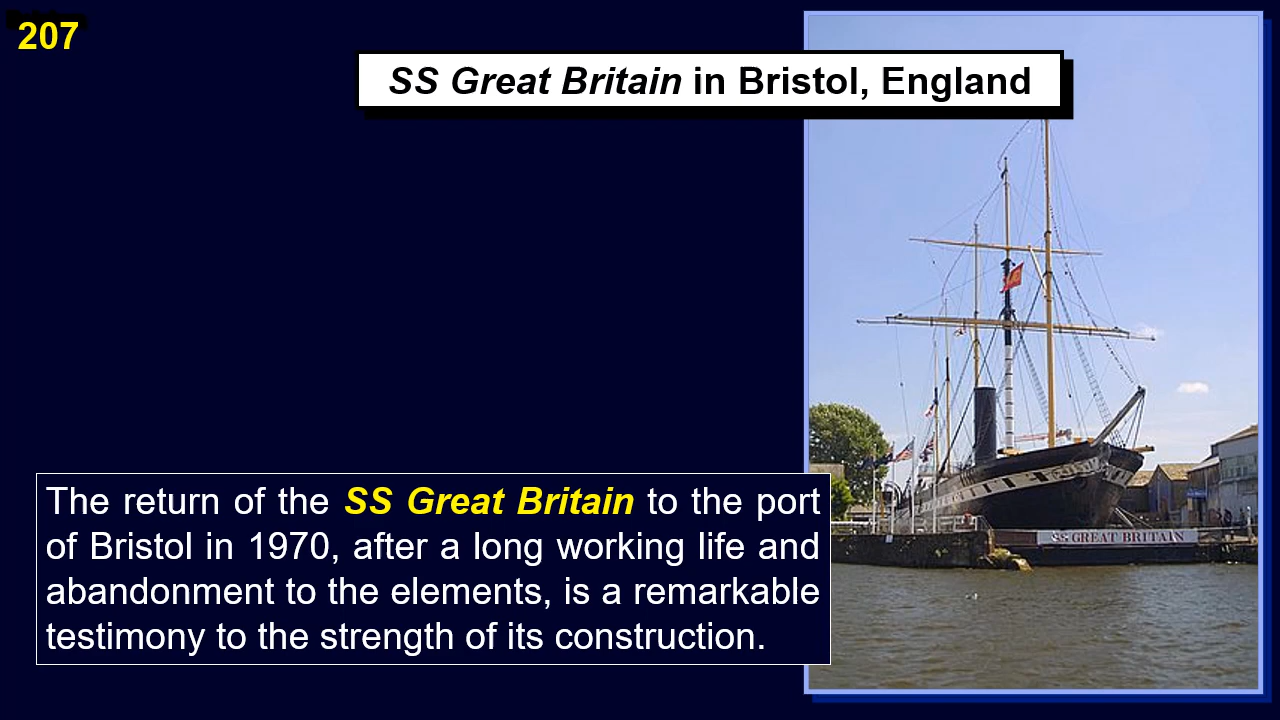 207
SS Great Britain in Bristol, England
The return of the SS Great Britain to the port
of Bristol in 1970, after a long working life and
abandonment to the elements, is a remarkable
testimony to the strength of its construction.
SS GREAT BRITAIN